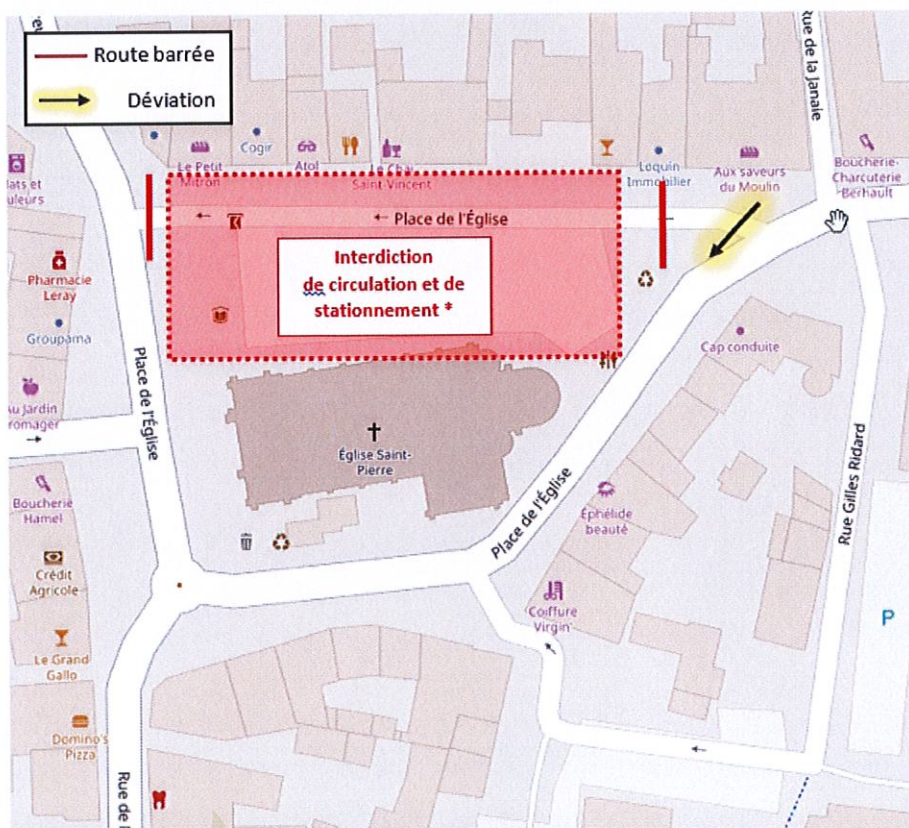 Route barrée
Déviation
Rue de la Janaie
Cogir
Le Petit
Mitron
Atol
Le Chai
Saint-Vincent
Loquin
Immobilier
Aux saveurs
du Moulin
Boucherie-
Charcuterie
Berhault
Place de l'Église
Interdiction
de circulation et de
stationnement *
Pharmacie
Leray
Groupama
Place de l'Église
Au Jardin
Cap conduite
Église Saint-
Pierre
Place de l'Église
Rue Gilles Ridard
Boucherie
Hamel
Éphélide
beauté
Crédit
Agricole
Coiffure
Virgin'
P
Le Grand
Gallo
Domino's
Pizza
Rue de